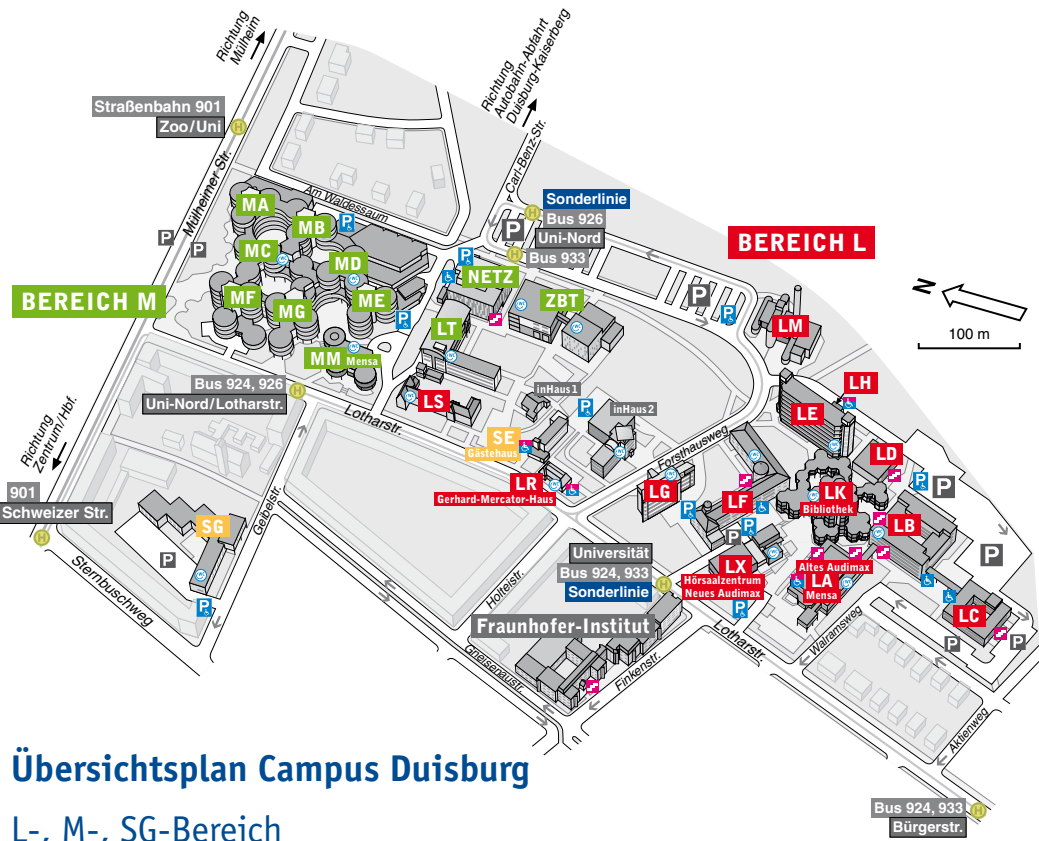 Richtung
Mülheim
Richtung
Autobahn-Abfahrt
Duisburg-Kaiserberg
Straßenbahn 901
Zoo/Uni
H
Mülheimer Str.
Carl-Benz-Str.
Am Waldessaum
Sonderlinie
Bus 926
Uni-Nord
Bus 933
H
H
P
P
P
P
P
P
P
P
BEREICH L
BEREICH M
MA
MB
MC
MD
MF
MG
ME
MM Mensa
NETZ
ZBT
LT
LS
N
100 m
LM
LH
LE
LD
inHaus1
inHaus2
P
SE
Gästehaus
LR
Gerhard-Mercator-Haus
Bus 924, 926
Uni-Nord/Lotharstr.
H
Lotharstr.
Forsthausweg
LG
LF
LK
Bibliothek
LB
P
P
P
P
P
P
P
Richtung
Zentrum/Hbf.
901
Schweizer Str.
H
SG
P
P
Geibelstr.
Sternbuschweg
Universität
Bus 924, 933
Sonderlinie
H
LX
Hörsaalzentrum
Neues Audimax
P
Altes Audimax
LA
Mensa
LC
P
P
Holteistr.
Fraunhofer-Institut
Gneisenaustr.
Finkenstr.
Lotharstr.
Walramsweg
Aktienweg
Übersichtsplan Campus Duisburg
L-, M-, SG-Bereich
Bus 924, 933
Bürgerstr.
H